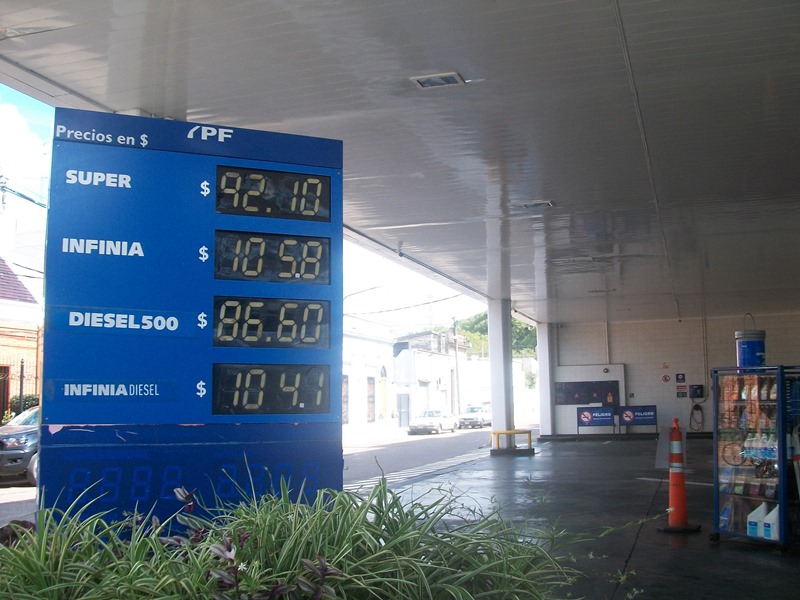 Precios en $ YPF
SUPER $ 92.10
INFINIA $ 105.8
DIESEL500 $ 86.60
INFINIA DIESEL $ 104.1
PELIGRO PELIGRO